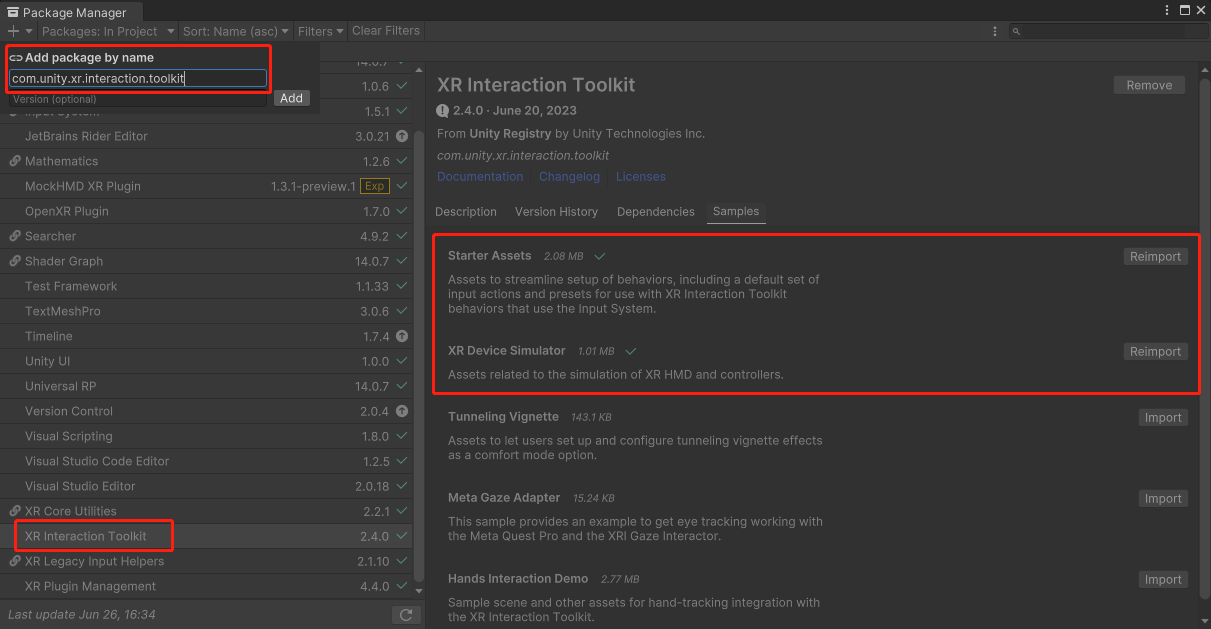 Package Manager
Packages: In Project
Sort: Name (asc)
Filters
Clear Filters
Add package by name
com.unity.xr.interaction.toolkit
Version (optional)
Add
1.0.6
1.5.1
JetBrains Rider Editor 3.0.21
Mathematics 1.2.6
MockHMD XR Plugin 1.3.1-preview.1 Exp
OpenXR Plugin 1.7.0
Searcher 4.9.2
Shader Graph 14.0.7
Test Framework 1.1.33
TextMeshPro 3.0.6
Timeline 1.7.4
Unity UI 1.0.0
Universal RP 14.0.7
Version Control 2.0.4
Visual Scripting 1.8.0
Visual Studio Code Editor 1.2.5
Visual Studio Editor 2.0.18
XR Core Utilities 2.2.1
XR Interaction Toolkit 2.4.0
XR Legacy Input Helpers 2.1.10
XR Plugin Management 4.4.0
Last update Jun 26, 16:34
XR Interaction Toolkit
Remove
2.4.0 · June 20, 2023
From Unity Registry by Unity Technologies Inc.
com.unity.xr.interaction.toolkit
Documentation Changelog Licenses
Description Version History Dependencies Samples
Starter Assets 2.08 MB Reimport
Assets to streamline setup of behaviors, including a default set of
input actions and presets for use with XR Interaction Toolkit
behaviors that use the Input System.
XR Device Simulator 1.01 MB Reimport
Assets related to the simulation of XR HMD and controllers.
Tunneling Vignette 143.1 KB Import
Assets to let users set up and configure tunneling vignette effects
as a comfort mode option.
Meta Gaze Adapter 15.24 KB Import
This sample provides an example to get eye tracking working with
the Meta Quest Pro and the XRI Gaze Interactor.
Hands Interaction Demo 2.77 MB Import
Sample scene and other assets for hand-tracking integration with
the XR Interaction Toolkit.